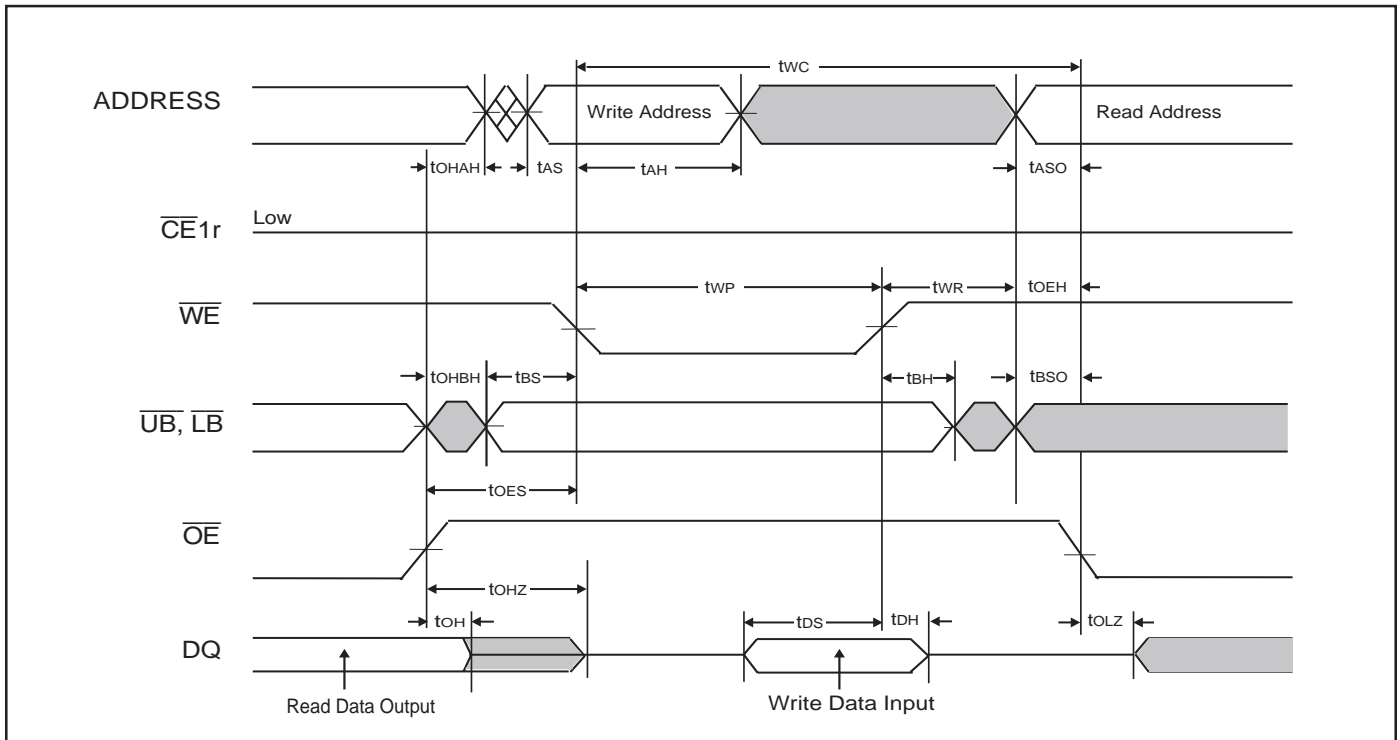 tWC
ADDRESS
Write Address
Read Address
tOHAH
tAS
tAH
tASO
CE1r
Low
tWP
tWR
tOEH
WE
tOHBH
tBS
tBH
tBSO
UB, LB
tOES
OE
tOHZ
tOH
tDS
tDH
tOLZ
DQ
Read Data Output
Write Data Input